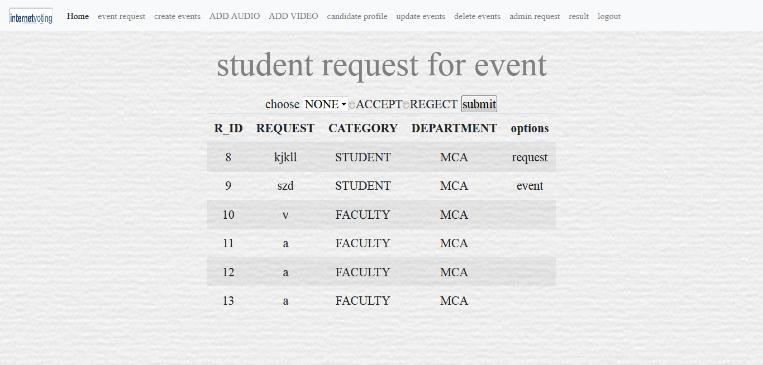 internetvoting Home event request create events ADD AUDIO ADD VIDEO candidate profile update events delete events admin request result logout
student request for event
choose NONE ACCEPT REGECT submit
R_ID REQUEST CATEGORY DEPARTMENT options
8 kjkll STUDENT MCA request
9 szd STUDENT MCA event
10 v FACULTY MCA
11 a FACULTY MCA
12 a FACULTY MCA
13 a FACULTY MCA